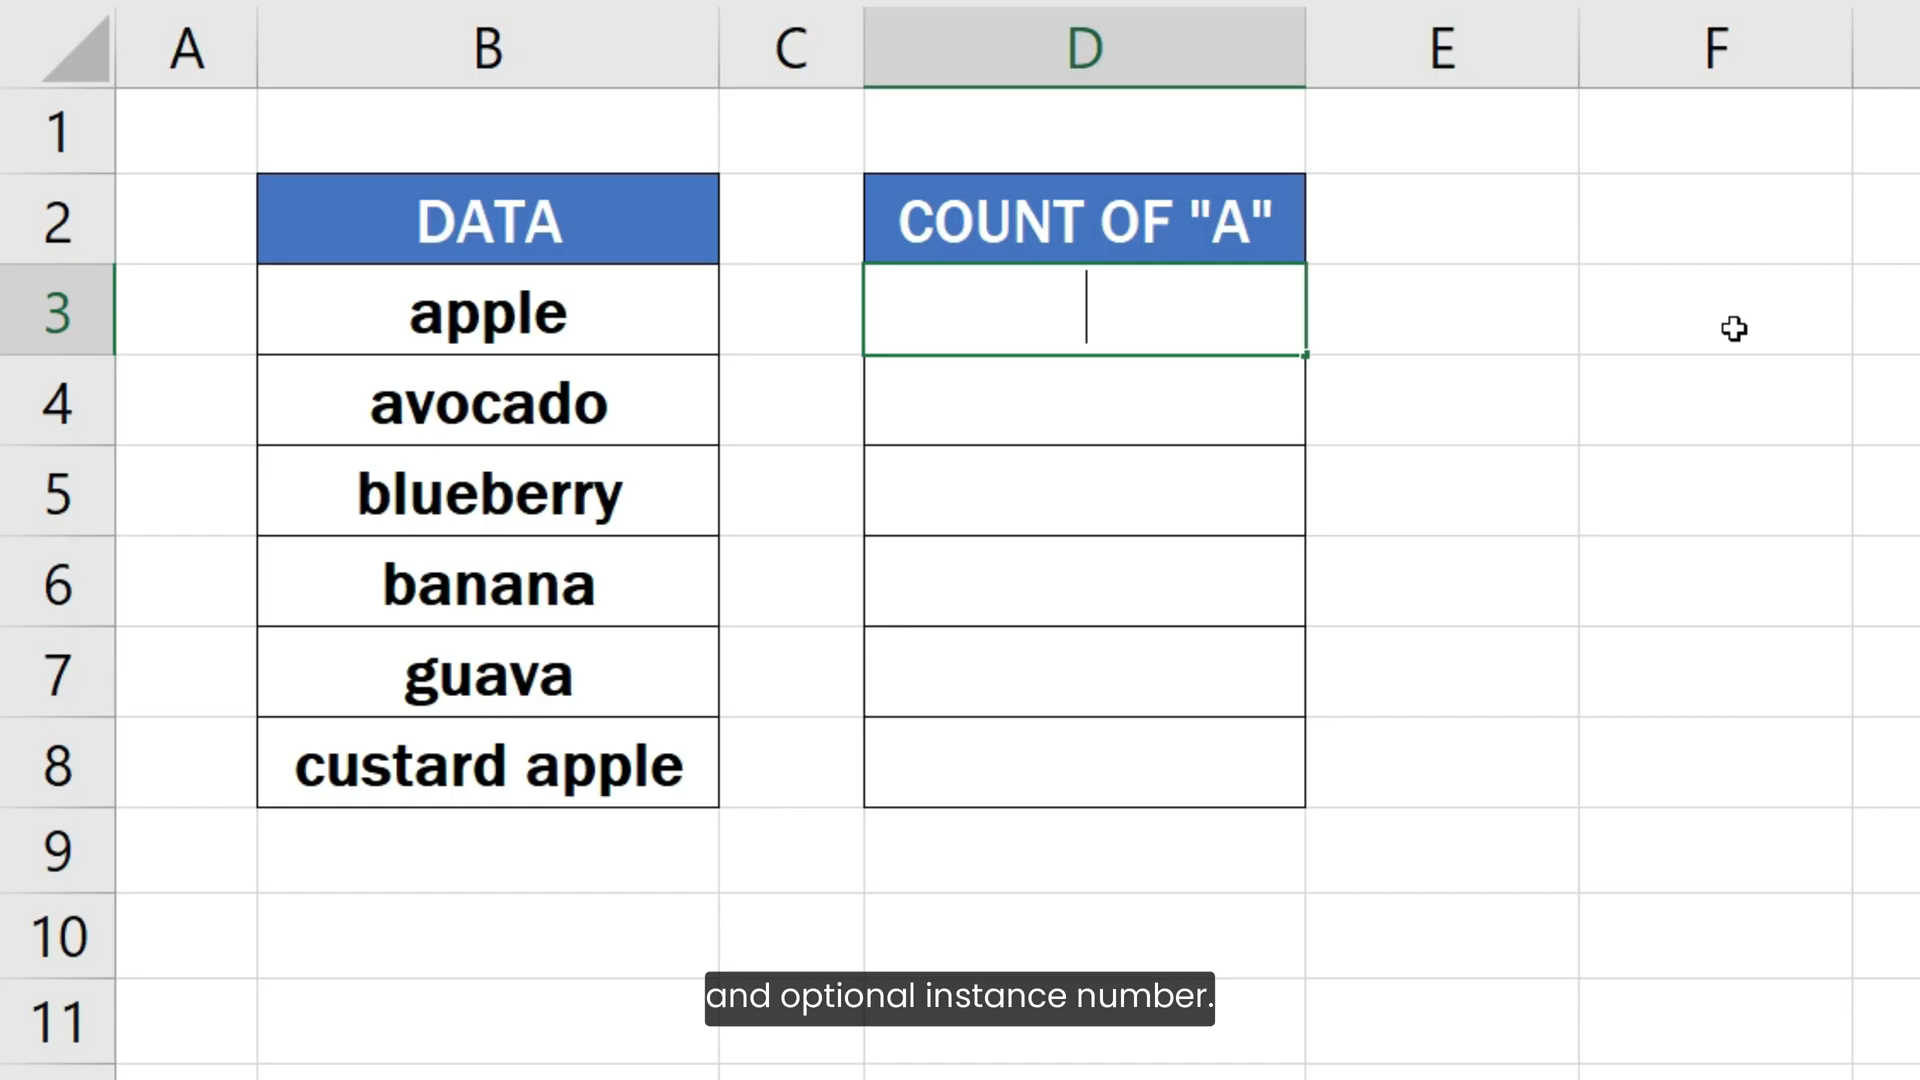 A B C D E F
1
2 DATA COUNT OF "A"
3 apple
4 avocado
5 blueberry
6 banana
7 guava
8 custard apple
9
10
and optional instance number.
11